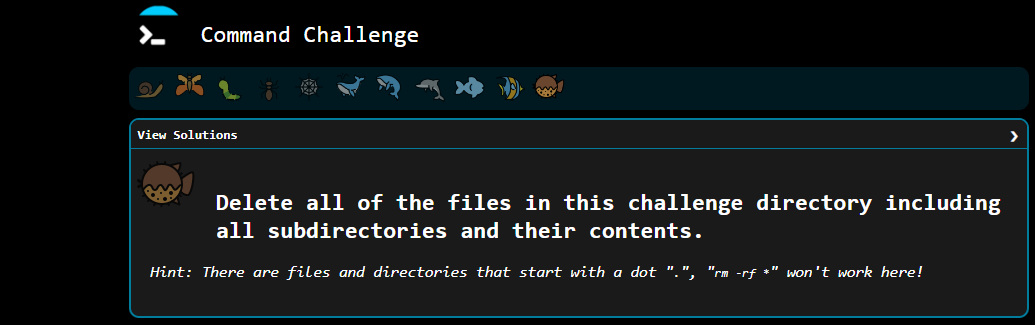 Command Challenge
View Solutions
Delete all of the files in this challenge directory including
all subdirectories and their contents.
Hint: There are files and directories that start with a dot ".", "rm -rf *" won't work here!